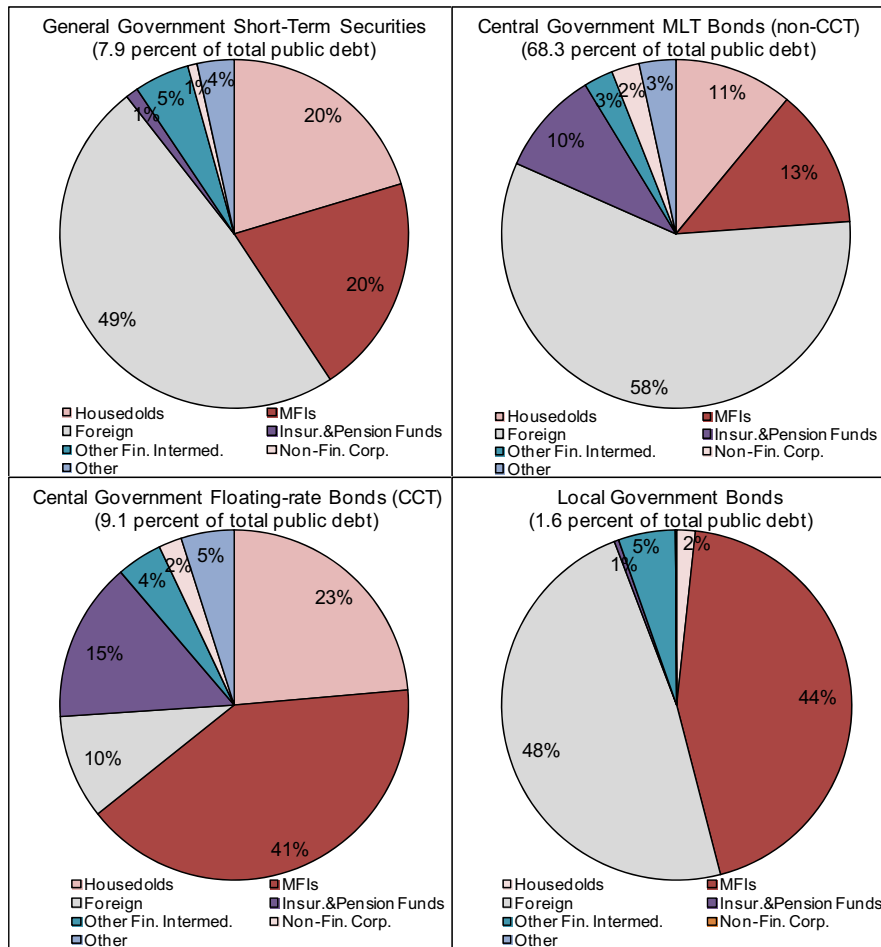 General Government Short-Term Securities
(7.9 percent of total public debt)
4%
1%
5%
1%
20%
20%
49%
Housedolds
MFIs
Foreign
Insur.&Pension Funds
Other Fin. Intermed.
Non-Fin. Corp.
Other
Central Government MLT Bonds (non-CCT)
(68.3 percent of total public debt)
3%
2%
3%
11%
10%
13%
58%
Housedolds
MFIs
Foreign
Insur.&Pension Funds
Other Fin. Intermed.
Non-Fin. Corp.
Other
Cental Government Floating-rate Bonds (CCT)
(9.1 percent of total public debt)
5%
2%
4%
23%
15%
10%
41%
Housedolds
MFIs
Foreign
Insur.&Pension Funds
Other Fin. Intermed.
Non-Fin. Corp.
Other
Local Government Bonds
(1.6 percent of total public debt)
2%
5%
1%
44%
48%
Housedolds
MFIs
Foreign
Insur.&Pension Funds
Other Fin. Intermed.
Non-Fin. Corp.
Other